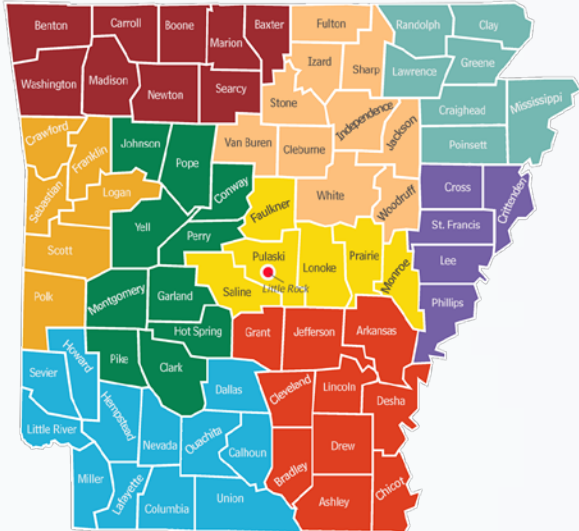 Benton
Carroll
Boone
Marion
Baxter
Fulton
Randolph
Clay
Izard
Sharp
Lawrence
Greene
Washington
Madison
Newton
Searcy
Stone
Independence
Jackson
Craighead
Mississippi
Poinsett
Crawford
Franklin
Johnson
Pope
Van Buren
Cleburne
Sebastian
Logan
Conway
Faulkner
White
Woodruff
Cross
Crittenden
St. Francis
Yell
Perry
Scott
Pulaski
Little Rock
Lonoke
Prairie
Monroe
Lee
Saline
Polk
Montgomery
Garland
Phillips
Hot Spring
Grant
Jefferson
Arkansas
Howard
Pike
Clark
Sevier
Dallas
Cleveland
Lincoln
Desha
Hempstead
Little River
Nevada
Ouachita
Calhoun
Drew
Bradley
Miller
Lafayette
Columbia
Union
Ashley
Chicot